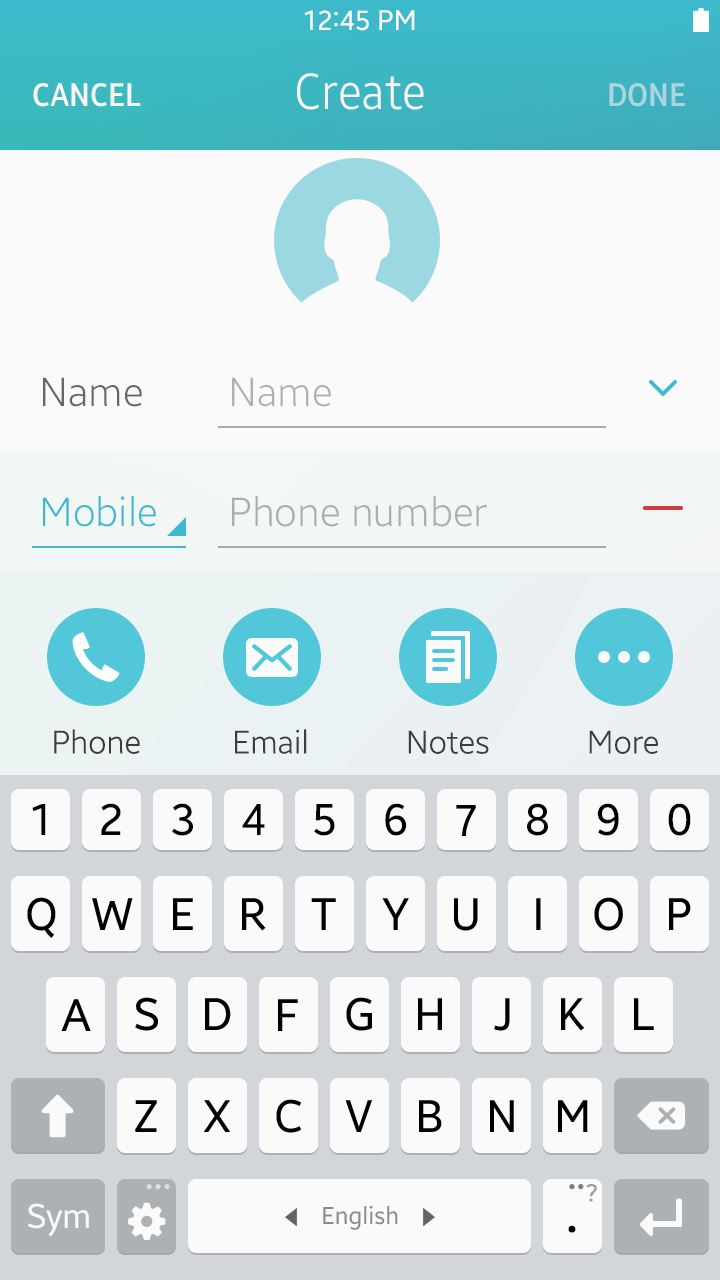 12:45 PM
CANCEL Create DONE
Name Name
Mobile Phone number
Phone Email Notes More
1 2 3 4 5 6 7 8 9 0
Q W E R T Y U I O P
A S D F G H J K L
Z X C V B N M
Sym English . ?